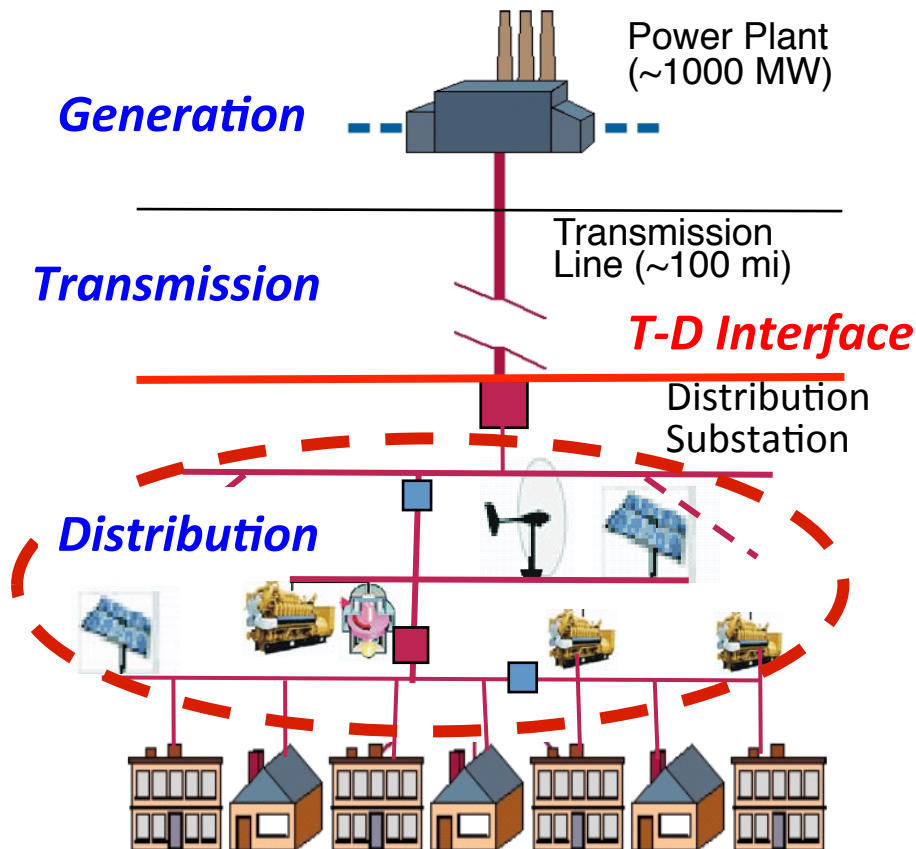 Power Plant
(~1000 MW)
Generation
Transmission
Line (~100 mi)
Transmission
T-D Interface
Distribution
Substation
Distribution